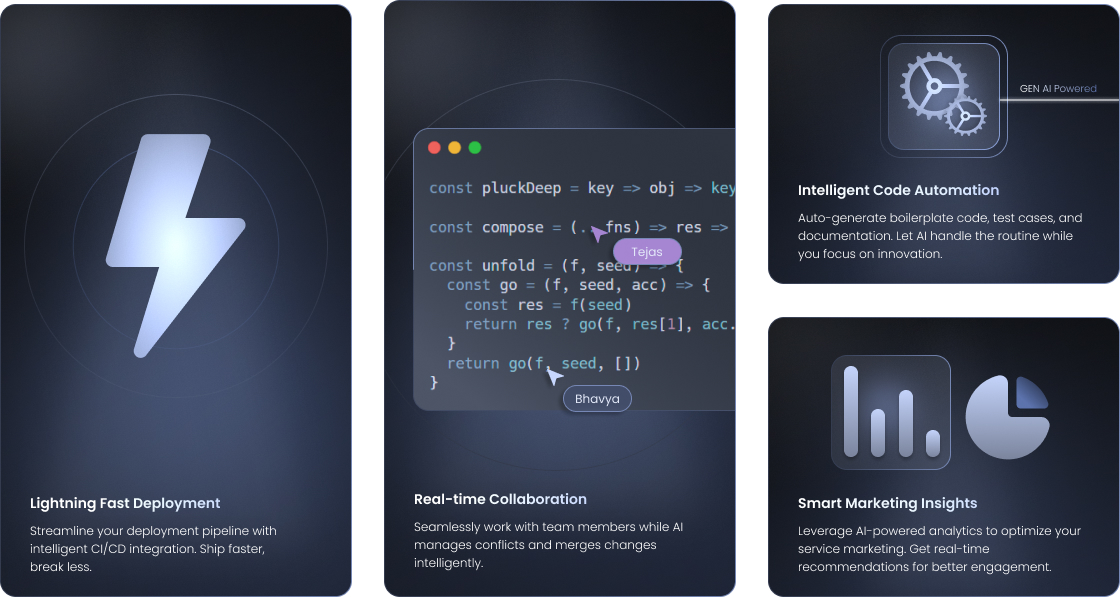 Lightning Fast Deployment
Streamline your deployment pipeline with
intelligent CI/CD integration. Ship faster,
break less.
const pluckDeep = key => obj => key
const compose = (. fns) => res =>
Tejas
const unfold = (f, seed) => {
const go = (f, seed, acc) => {
const res = f(seed)
return res ? go(f, res[1], acc.
}
return go(f, seed, [])
}
Bhavya
Real-time Collaboration
Seamlessly work with team members while AI
manages conflicts and merges changes
intelligently.
GEN AI Powered
Intelligent Code Automation
Auto-generate boilerplate code, test cases, and
documentation. Let AI handle the routine while
you focus on innovation.
Smart Marketing Insights
Leverage AI-powered analytics to optimize your
service marketing. Get real-time
recommendations for better engagement.